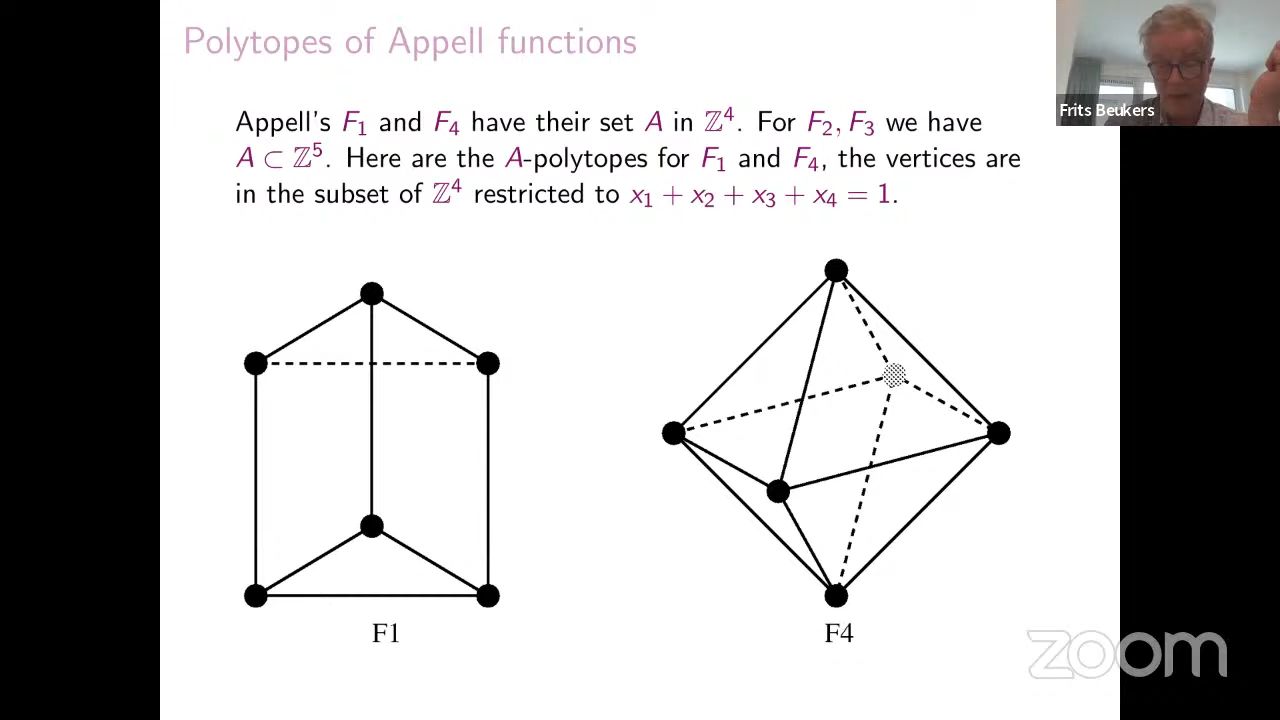 Polytopes of Appell functions
Frits Beukers
Appell's F₁ and F₄ have their set A in ℤ⁴. For F₂, F₃ we have
A ⊂ ℤ⁵. Here are the A-polytopes for F₁ and F₄, the vertices are
in the subset of ℤ⁴ restricted to x₁ + x₂ + x₃ + x₄ = 1.
F1
F4
zoom